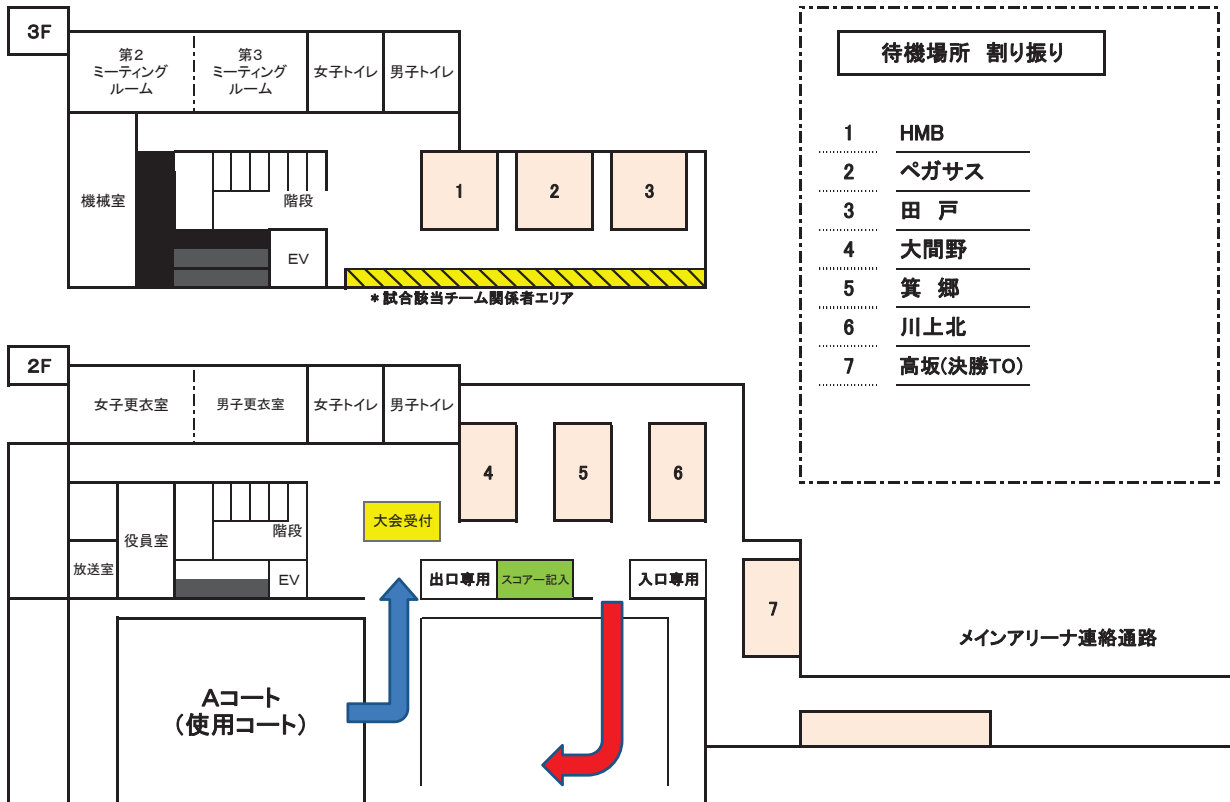 3F
第2
ミーティング
ルーム
第3
ミーティング
ルーム
女子トイレ
男子トイレ
機械室
階段
EV
1
2
3
＊試合該当チーム関係者エリア
待機場所 割り振り
1 HMB
2 ペガサス
3 田 戸
4 大間野
5 箕 郷
6 川上北
7 高坂(決勝TO)
2F
女子更衣室
男子更衣室
女子トイレ
男子トイレ
4
5
6
大会受付
役員室
階段
放送室
EV
出口専用
スコアー記入
入口専用
7
メインアリーナ連絡通路
Aコート
（使用コート）